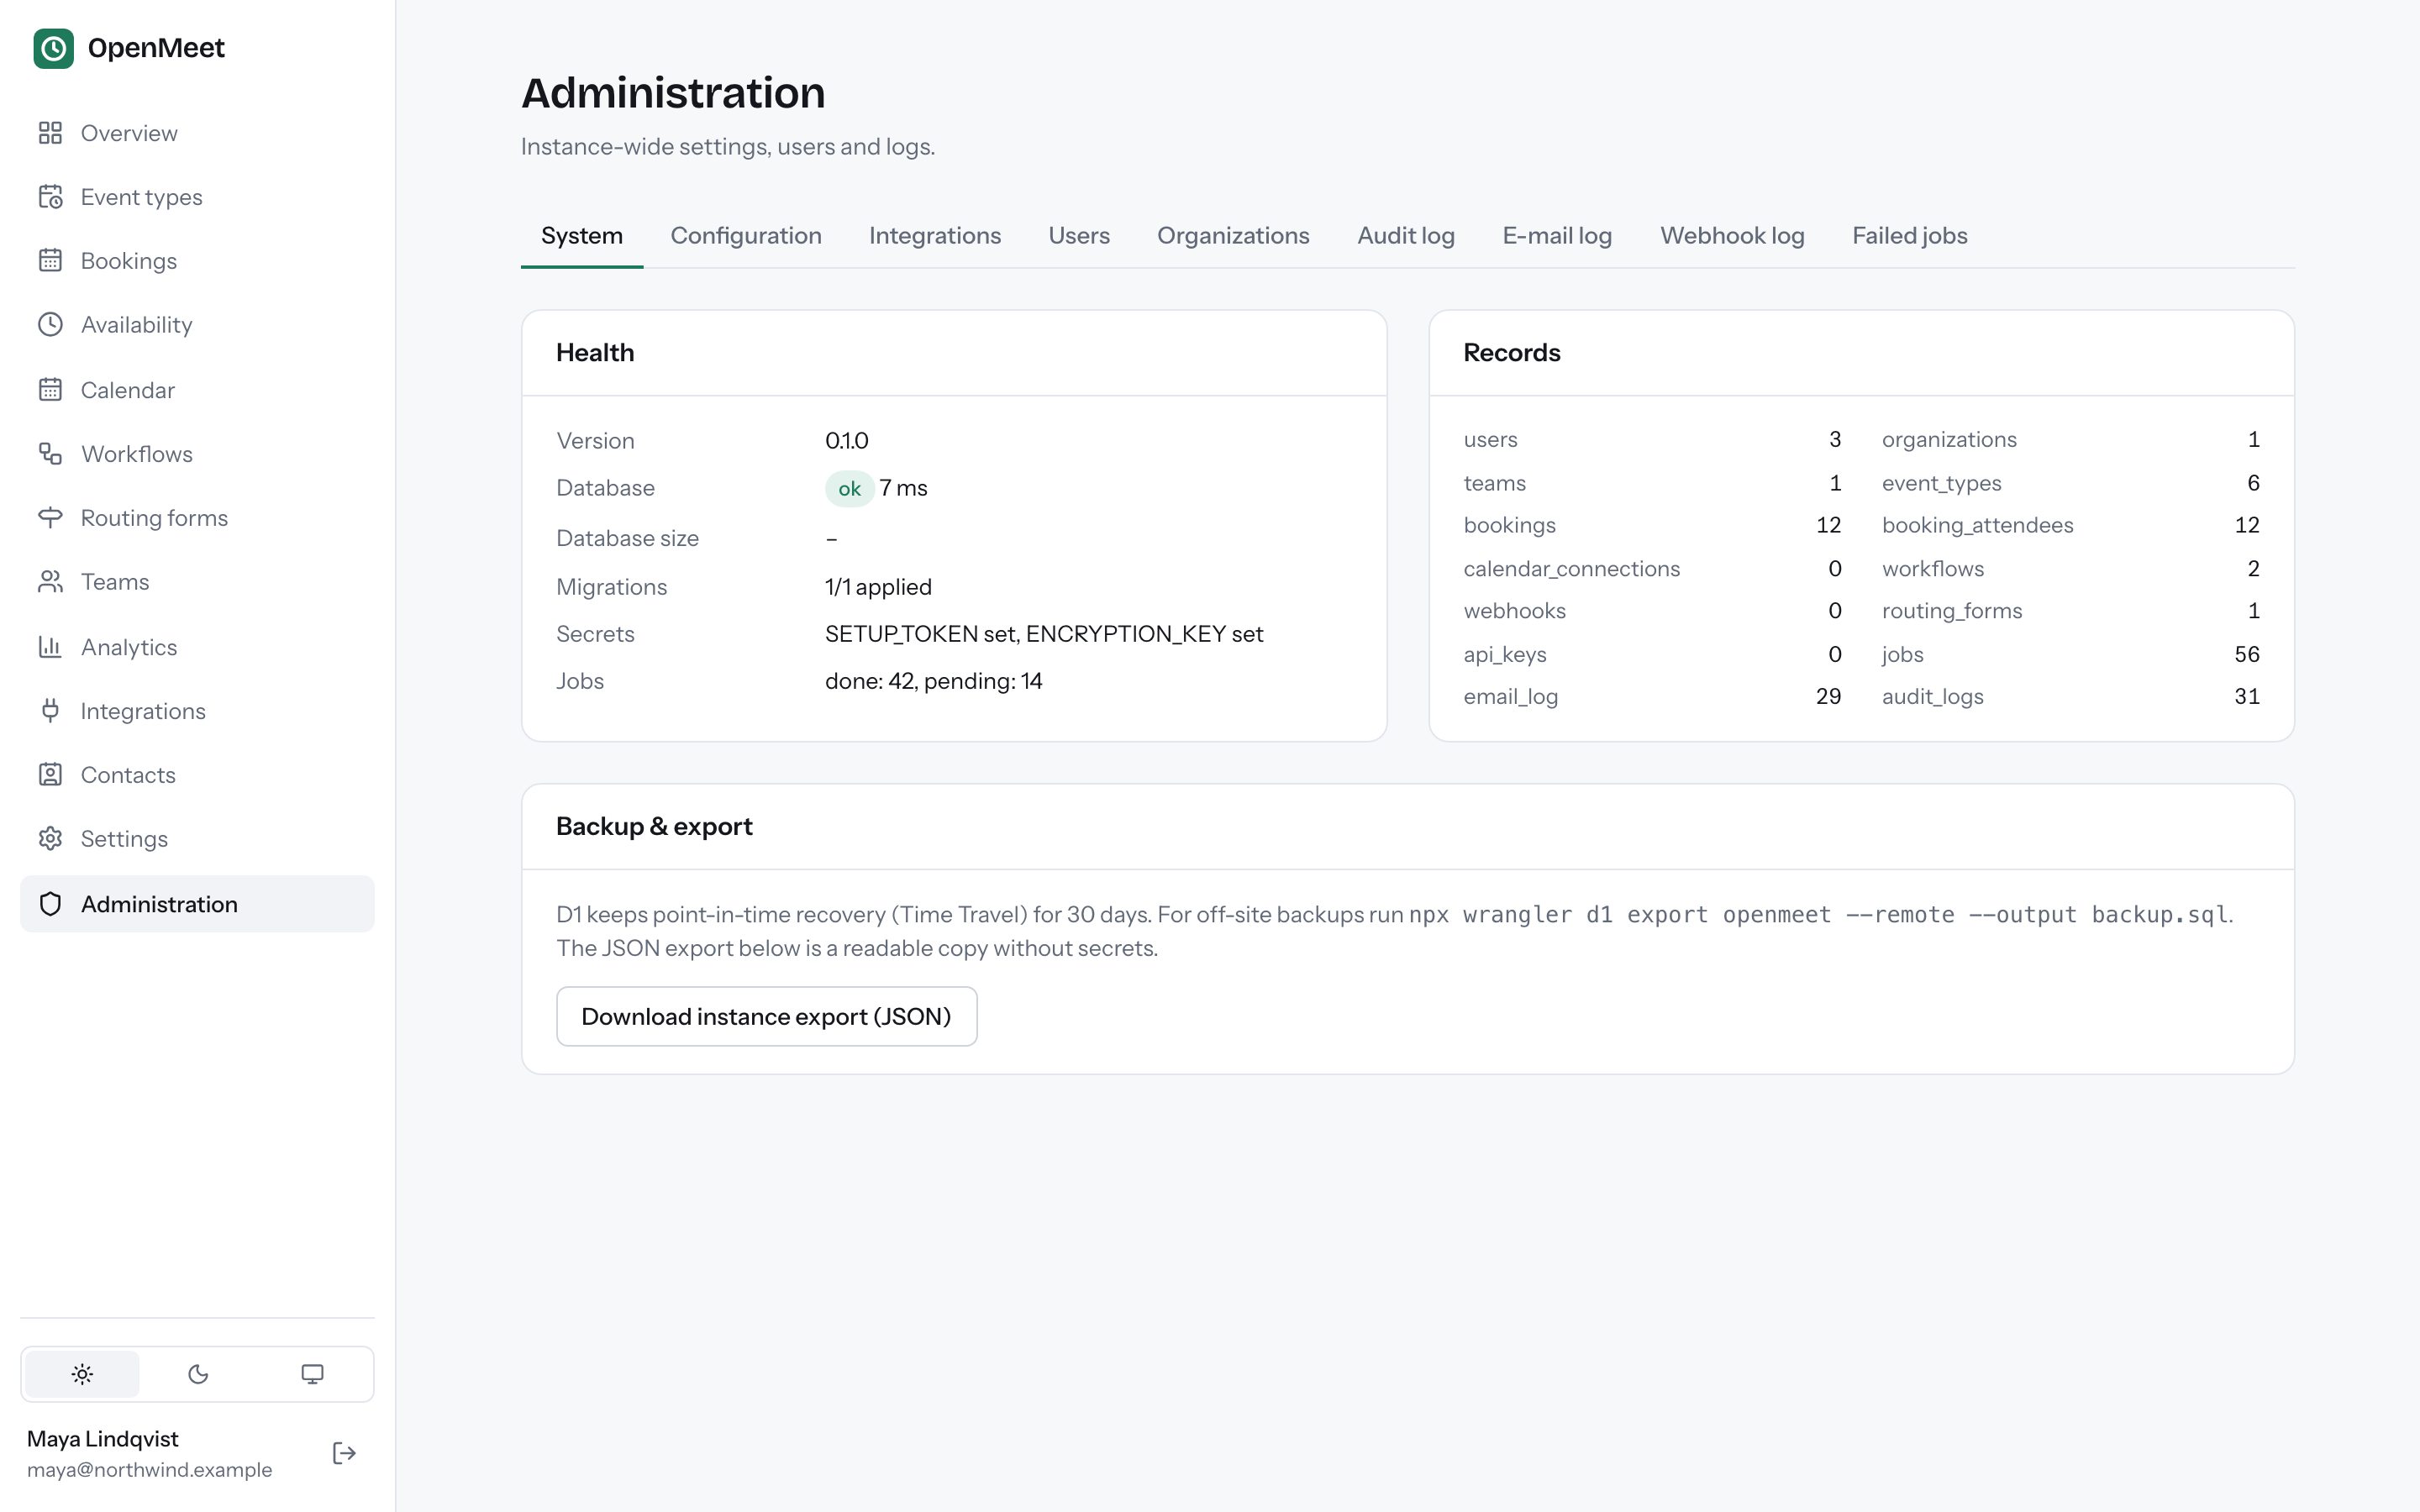 OpenMeet
Overview
Event types
Bookings
Availability
Calendar
Workflows
Routing forms
Teams
Analytics
Integrations
Contacts
Settings
Administration
Maya Lindqvist
maya@northwind.example
Administration
Instance-wide settings, users and logs.
System Configuration Integrations Users Organizations Audit log E-mail log Webhook log Failed jobs
Health
Version 0.1.0
Database ok 7 ms
Database size –
Migrations 1/1 applied
Secrets SETUP_TOKEN set, ENCRYPTION_KEY set
Jobs done: 42, pending: 14
Records
users 3 organizations 1
teams 1 event_types 6
bookings 12 booking_attendees 12
calendar_connections 0 workflows 2
webhooks 0 routing_forms 1
api_keys 0 jobs 56
email_log 29 audit_logs 31
Backup & export
D1 keeps point-in-time recovery (Time Travel) for 30 days. For off-site backups run npx wrangler d1 export openmeet --remote --output backup.sql.
The JSON export below is a readable copy without secrets.
Download instance export (JSON)